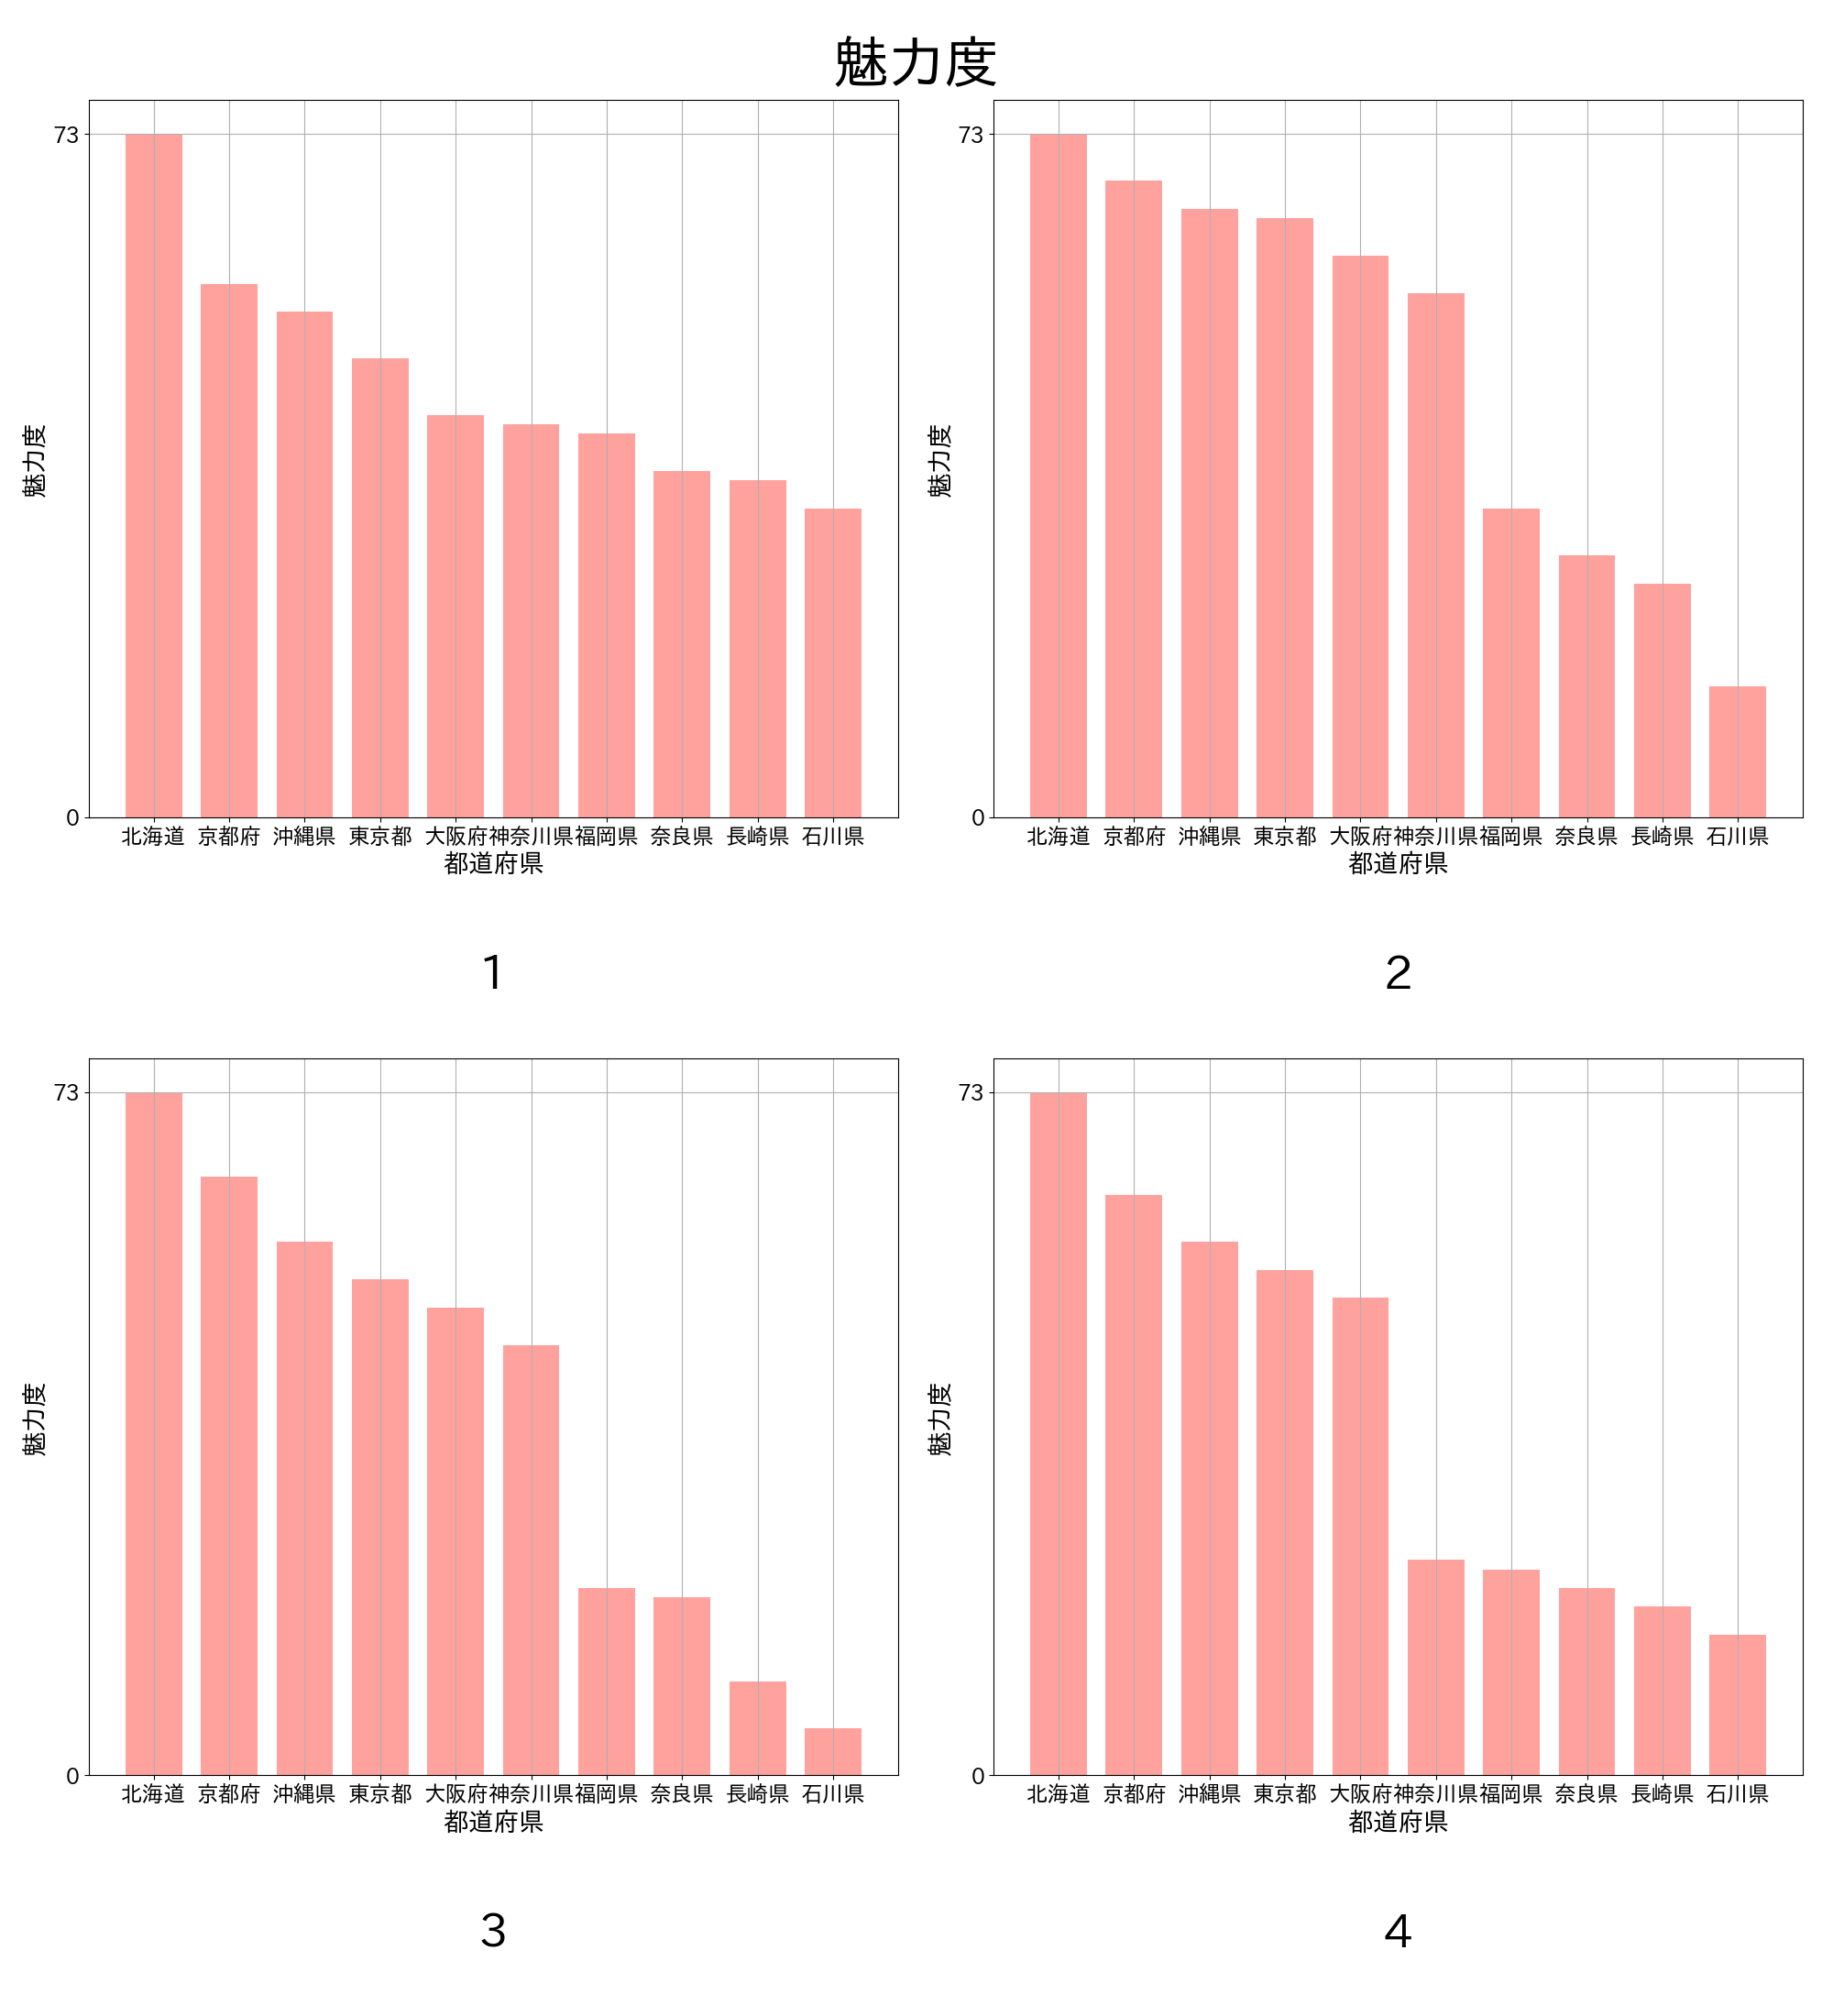 魅力度
73
0
魅力度
北海道 京都府 沖縄県 東京都 大阪府 神奈川県 福岡県 奈良県 長崎県 石川県
都道府県
1
73
0
魅力度
北海道 京都府 沖縄県 東京都 大阪府 神奈川県 福岡県 奈良県 長崎県 石川県
都道府県
2
73
0
魅力度
北海道 京都府 沖縄県 東京都 大阪府 神奈川県 福岡県 奈良県 長崎県 石川県
都道府県
3
73
0
魅力度
北海道 京都府 沖縄県 東京都 大阪府 神奈川県 福岡県 奈良県 長崎県 石川県
都道府県
4